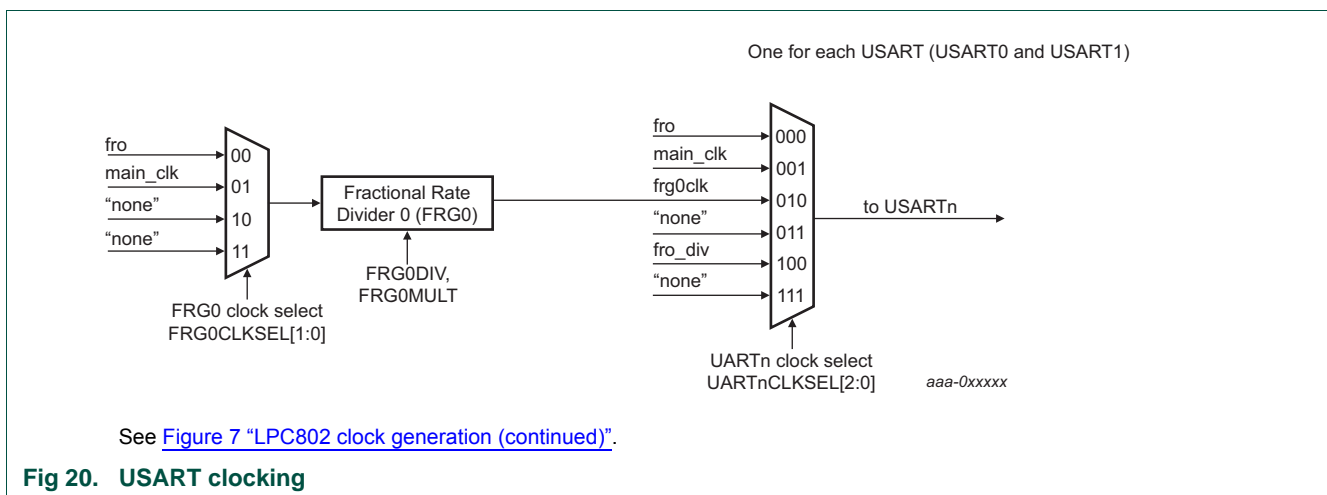 One for each USART (USART0 and USART1)
fro
main_clk
“none”
“none”
00
01
10
11
FRG0 clock select
FRG0CLKSEL[1:0]
Fractional Rate
Divider 0 (FRG0)
FRG0DIV,
FRG0MULT
fro
main_clk
frg0clk
“none”
fro_div
“none”
000
001
010
011
100
111
to USARTn
UARTn clock select
UARTnCLKSEL[2:0]
aaa-0xxxxx
See Figure 7 “LPC802 clock generation (continued)”.
Fig 20. USART clocking